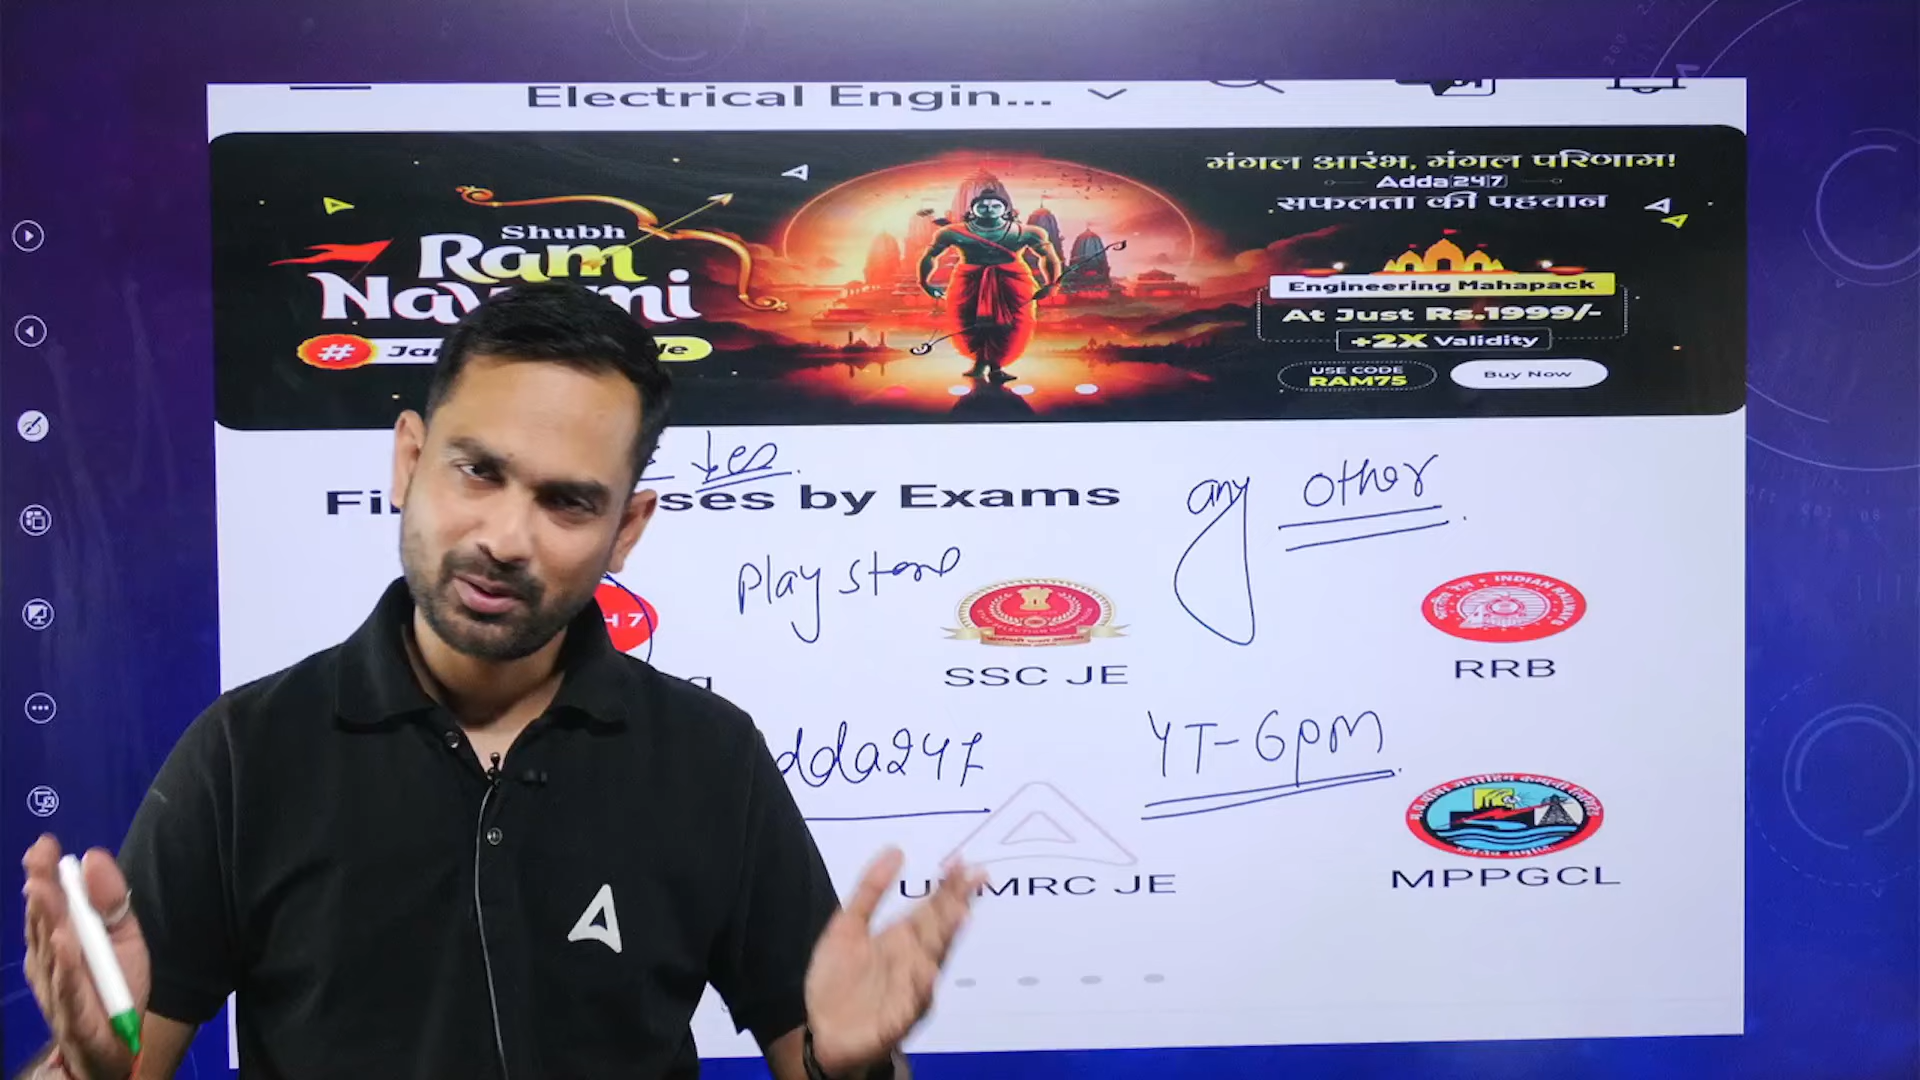 Electrical Engin...
मंगल आरंभ, मंगल परिणाम!
Adda247
सफलता की पहचान
Shubh
Ram
Engineering Mahapack
At Just Rs.1999/-
+2X Validity
USE CODE
RAM75
Buy Now
#
by Exams
any other
Play store
INDIAN RAILWAYS
SSC JE
RRB
YT-6pm
MRC JE
MPPGCL